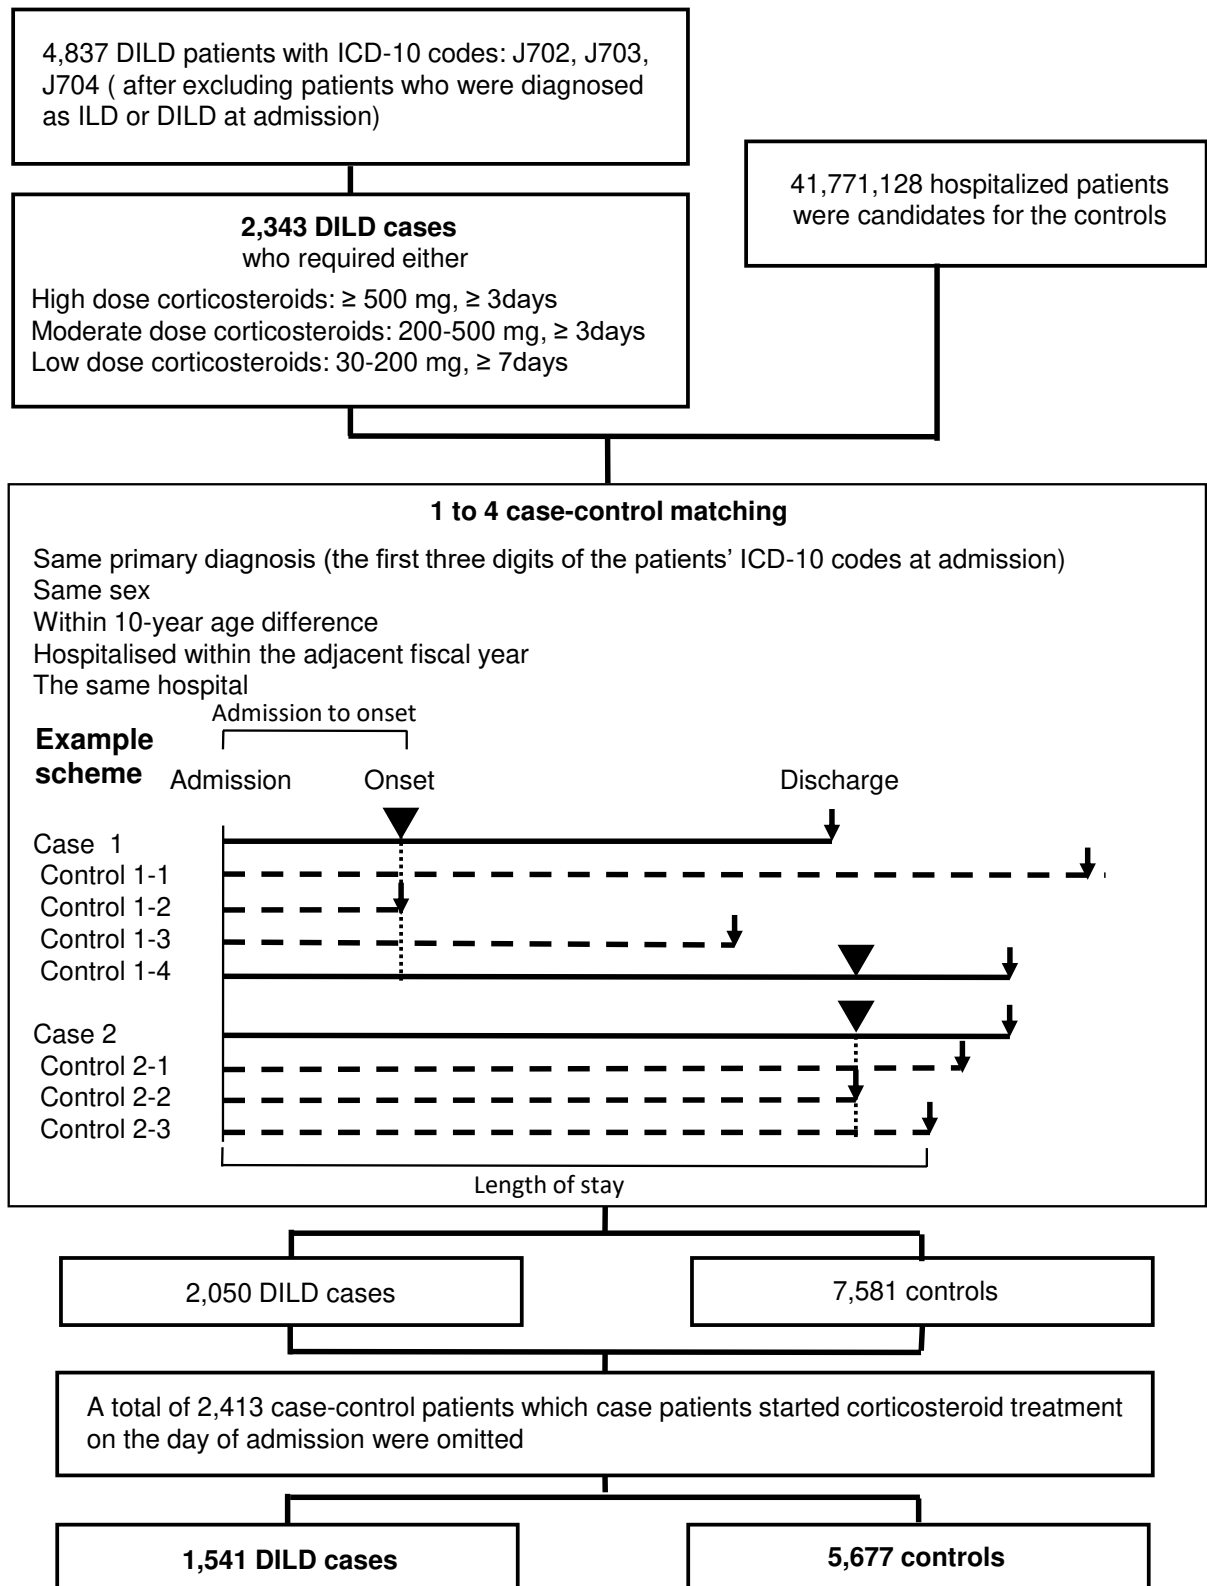 4,837 DILD patients with ICD-10 codes: J702, J703,
J704 ( after excluding patients who were diagnosed
as ILD or DILD at admission)
41,771,128 hospitalized patients
were candidates for the controls
2,343 DILD cases
who required either
High dose corticosteroids: ≥ 500 mg, ≥ 3days
Moderate dose corticosteroids: 200-500 mg, ≥ 3days
Low dose corticosteroids: 30-200 mg, ≥ 7days
1 to 4 case-control matching
Same primary diagnosis (the first three digits of the patients' ICD-10 codes at admission)
Same sex
Within 10-year age difference
Hospitalised within the adjacent fiscal year
The same hospital
Admission to onset
Example
scheme
Admission Onset Discharge
Case 1
Control 1-1
Control 1-2
Control 1-3
Control 1-4
Case 2
Control 2-1
Control 2-2
Control 2-3
Length of stay
2,050 DILD cases
7,581 controls
A total of 2,413 case-control patients which case patients started corticosteroid treatment
on the day of admission were omitted
1,541 DILD cases
5,677 controls